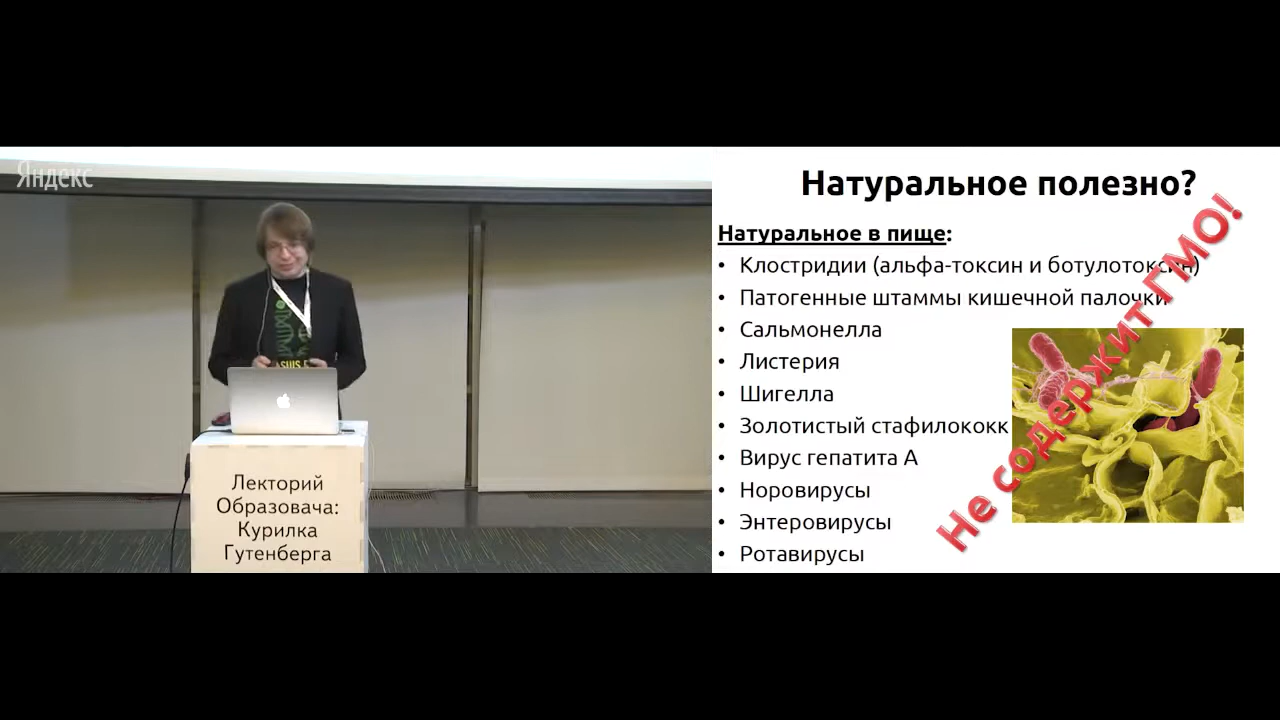 Яндекс
Лекторий
Образовача:
Курилка
Гутенберга
Натуральное полезно?
Натуральное в пище:
• Клостридии (альфа-токсин и ботулотоксин)
• Патогенные штаммы кишечной палочки
• Сальмонелла
• Листерия
• Шигелла
• Золотистый стафилококк
• Вирус гепатита А
• Норовирусы
• Энтеровирусы
• Ротавирусы
Не содержит ГМО!